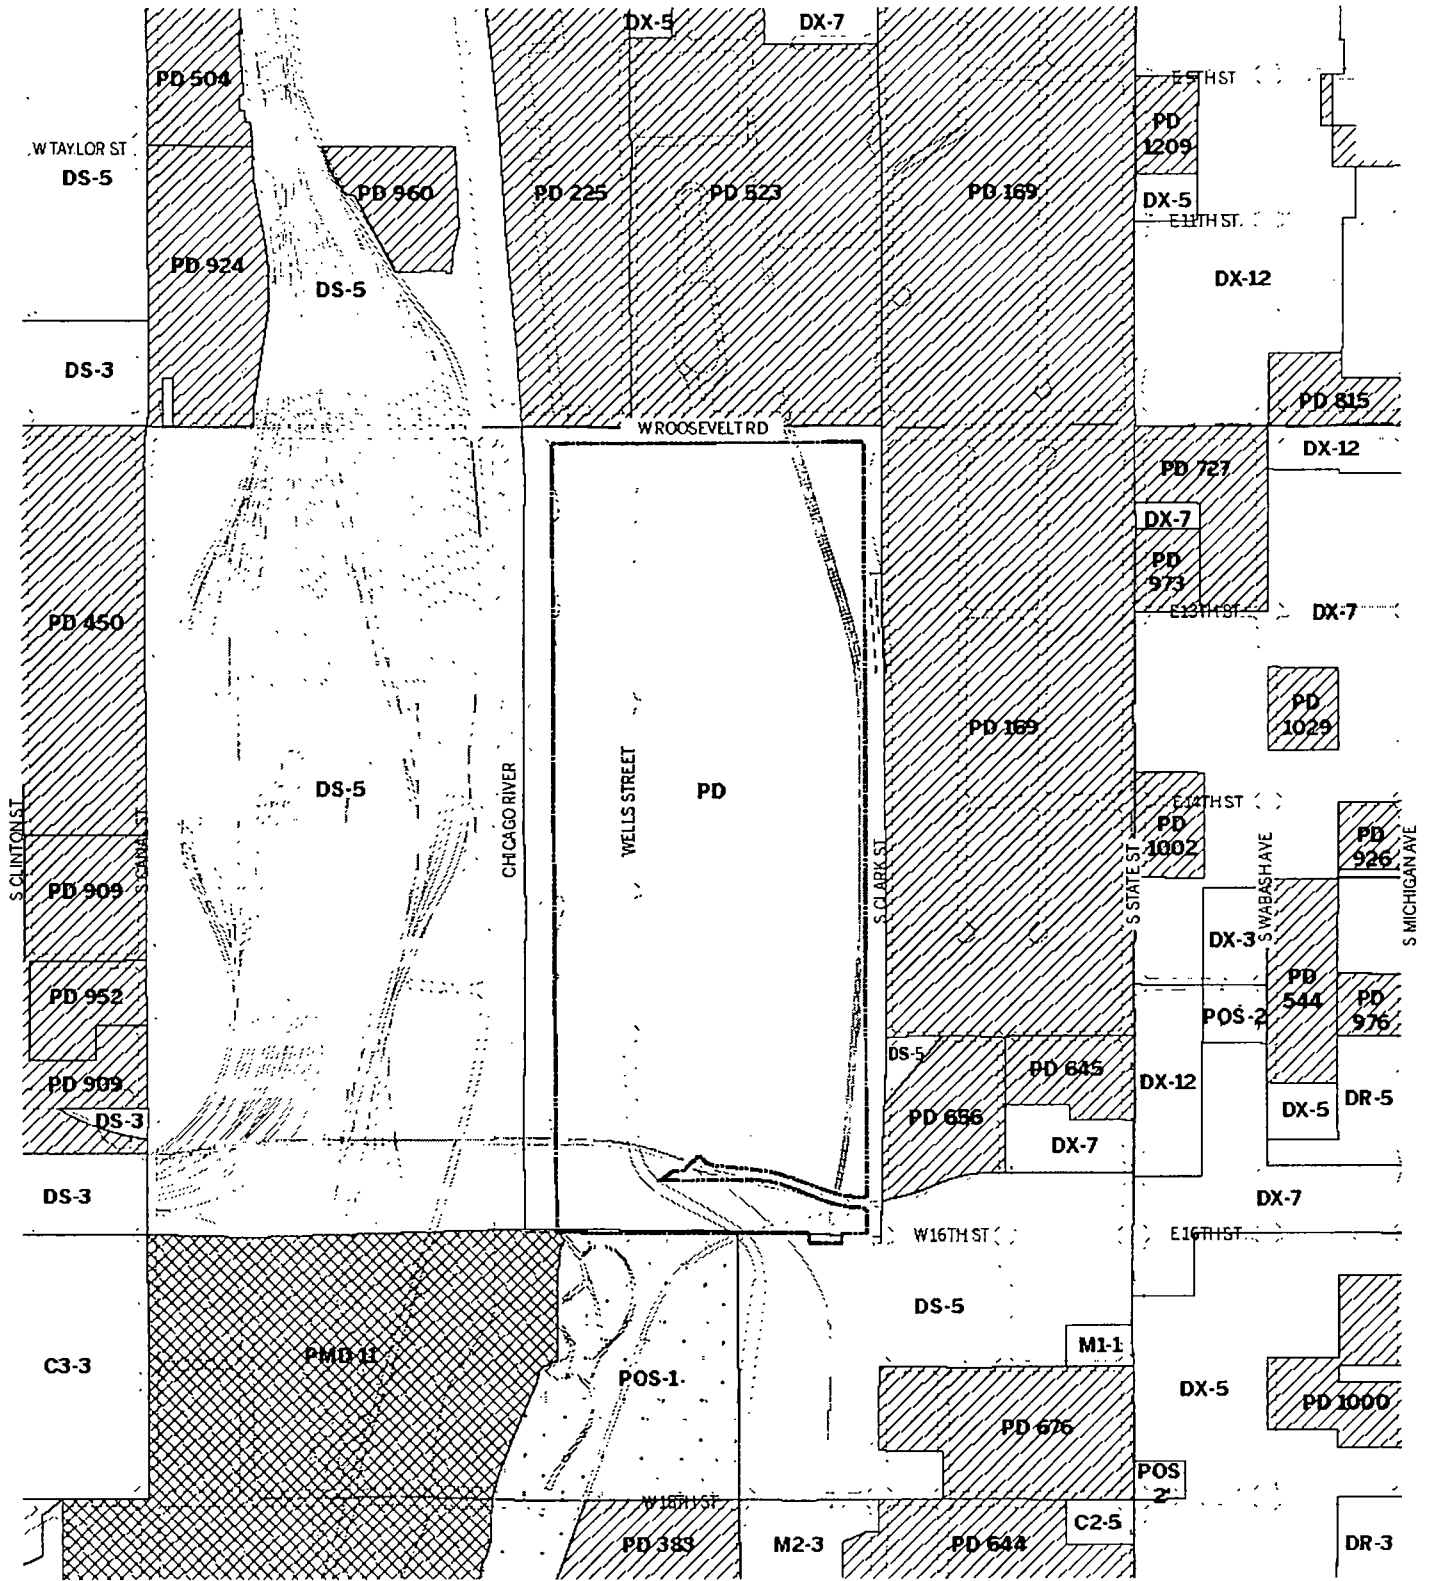 DX-5
DX-7
PD 504
E 9TH ST
PD
1209
W TAYLOR ST
DS-5
PD 960
PD 225
PD 523
PD 169
DX-5
E 11TH ST
PD 924
DS-5
DX-12
DS-3
PD 815
W ROOSEVELT RD
DX-12
PD 727
DX-7
PD
973
PD 450
E 13TH ST
DX-7
PD
1029
PD 169
DS-5
CHICAGO RIVER
WELLS STREET
PD
E 14TH ST
PD
1002
PD
926
S CLINTON ST
S CANAL ST
S CLARK ST
S STATE ST
S WABASH AVE
S MICHIGAN AVE
PD 909
DX-3
PD 952
PD
544
PD
976
POS-2
DS-5
PD 645
PD 909
DX-12
DX-5
DR-5
DS-3
PD 656
DX-7
DS-3
DX-7
W 16TH ST
E 16TH ST
DS-5
M1-1
C3-3
PMD 11
POS-1
DX-5
PD 1000
PD 676
POS
2
W 18TH ST
C2-5
PD 383
M2-3
PD 644
DR-3